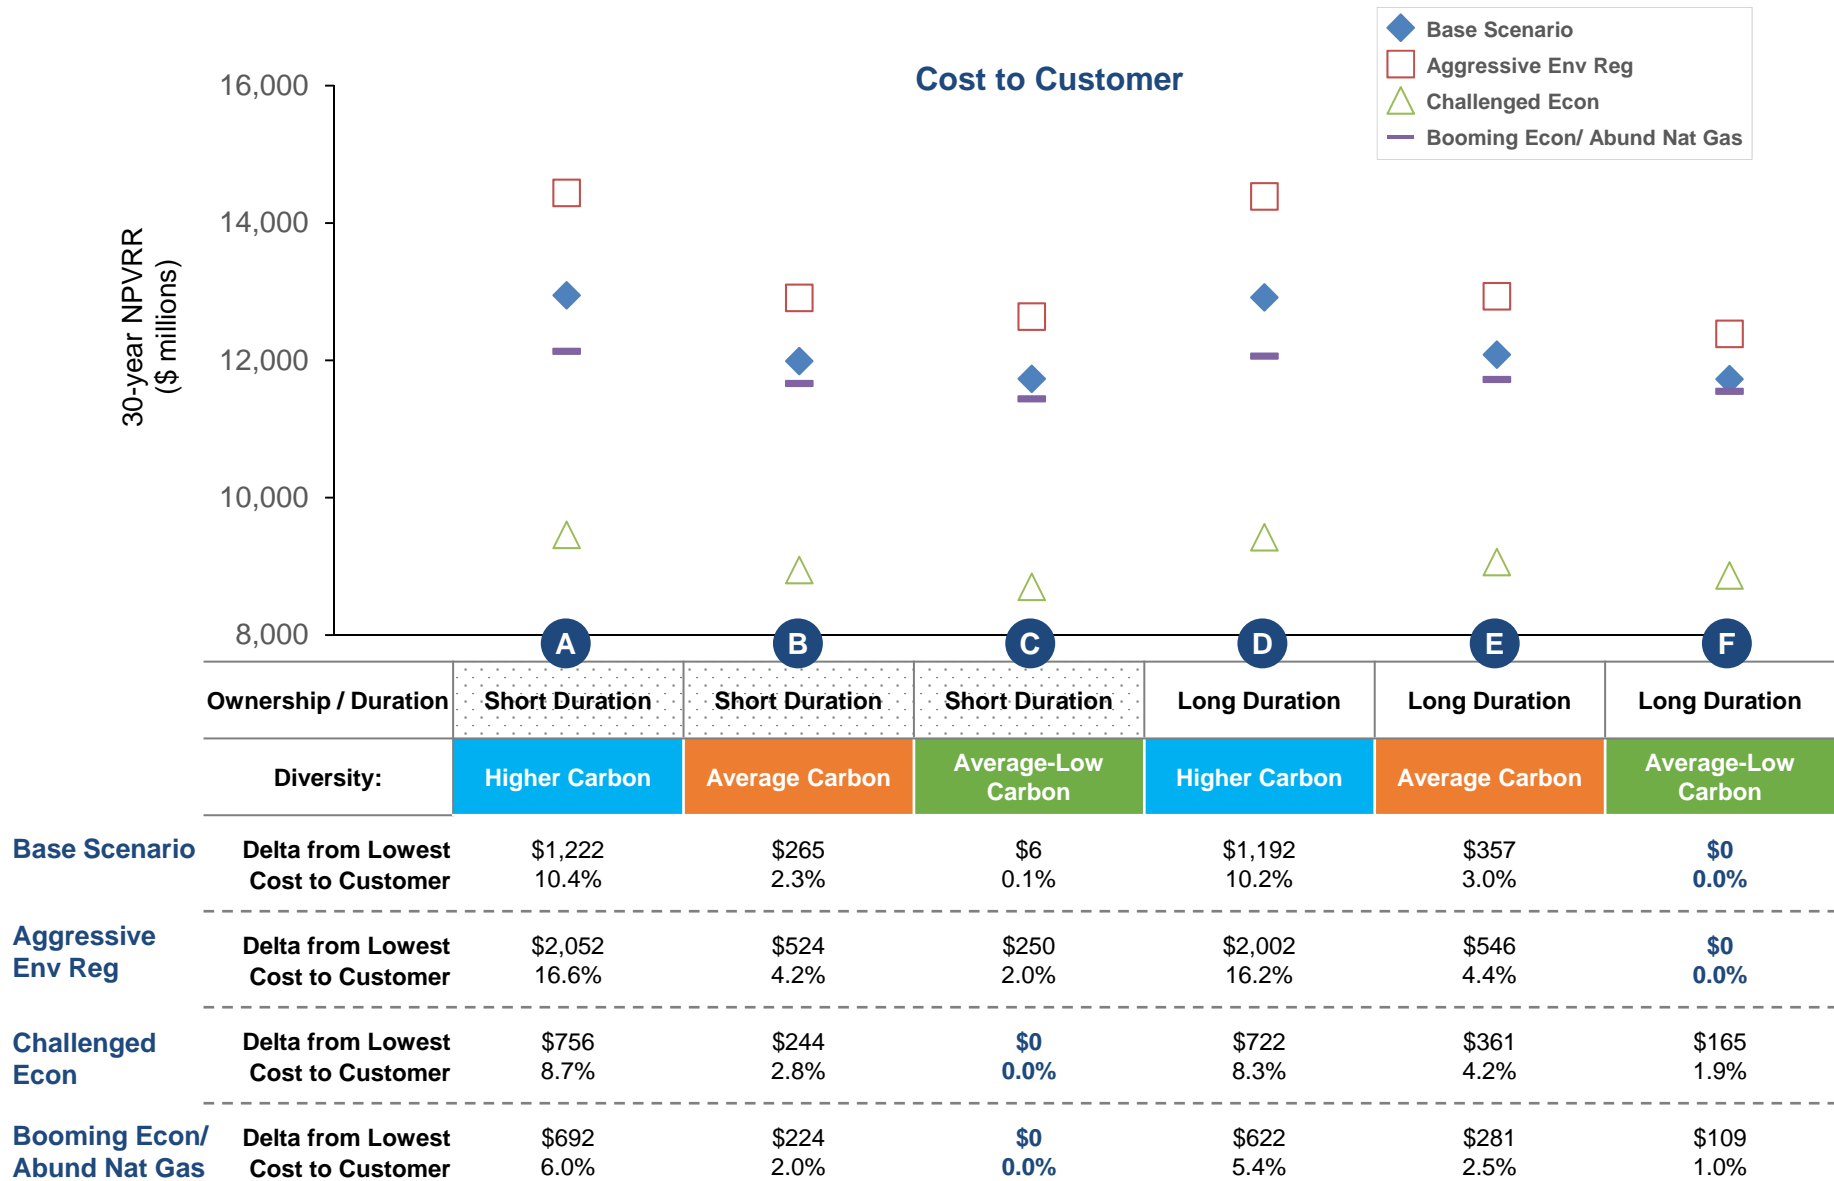 Cost to Customer
Base Scenario
Aggressive Env Reg
Challenged Econ
Booming Econ/ Abund Nat Gas
30-year NPVRR
($ millions)
16,000
14,000
12,000
10,000
8,000
A B C D E F
Ownership / Duration Short Duration Short Duration Short Duration Long Duration Long Duration Long Duration
Diversity: Higher Carbon Average Carbon Average-Low Carbon Higher Carbon Average Carbon Average-Low Carbon
Base Scenario
Delta from Lowest $1,222 $265 $6 $1,192 $357 $0
Cost to Customer 10.4% 2.3% 0.1% 10.2% 3.0% 0.0%
Aggressive
Env Reg
Delta from Lowest $2,052 $524 $250 $2,002 $546 $0
Cost to Customer 16.6% 4.2% 2.0% 16.2% 4.4% 0.0%
Challenged
Econ
Delta from Lowest $756 $244 $0 $722 $361 $165
Cost to Customer 8.7% 2.8% 0.0% 8.3% 4.2% 1.9%
Booming Econ/
Abund Nat Gas
Delta from Lowest $692 $224 $0 $622 $281 $109
Cost to Customer 6.0% 2.0% 0.0% 5.4% 2.5% 1.0%